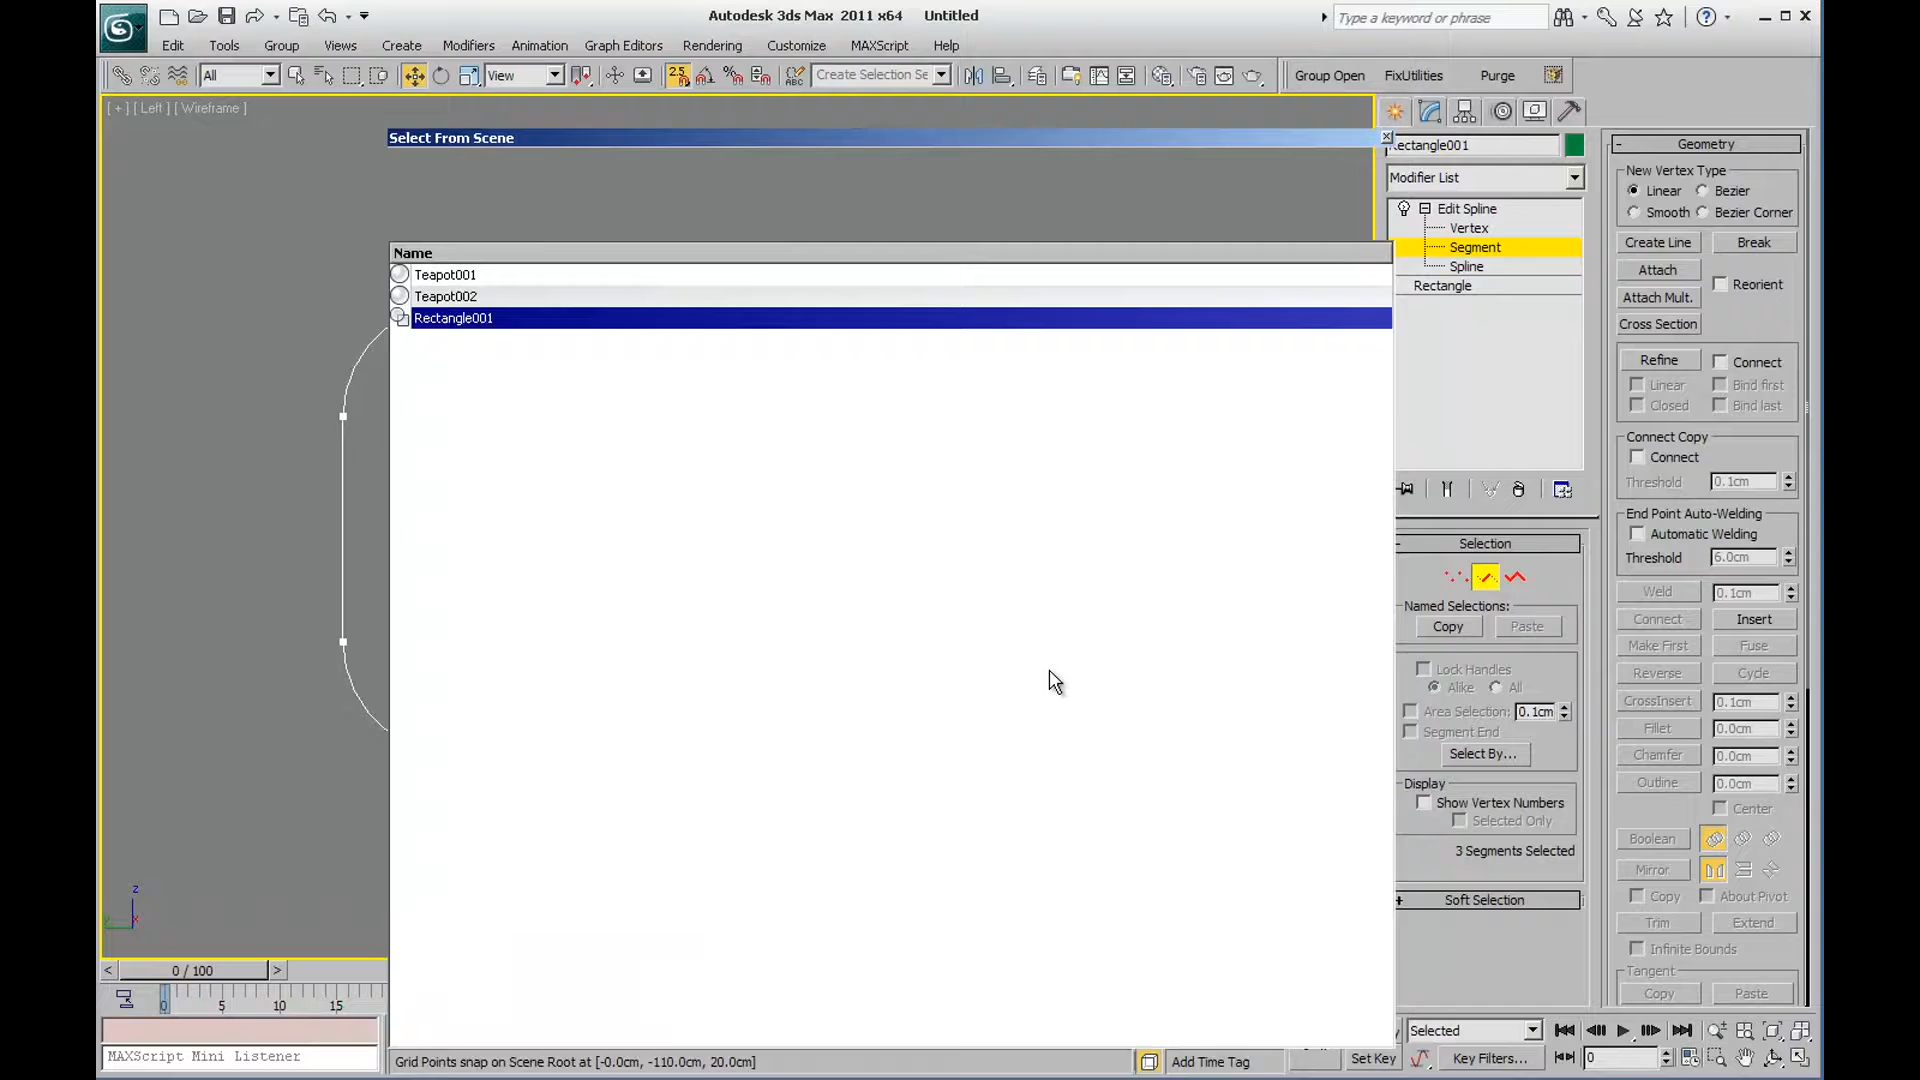 Autodesk 3ds Max 2011 x64 Untitled
Type a keyword or phrase
Edit Tools Group Views Create Modifiers Animation Graph Editors Rendering Customize MAXScript Help
All View Create Selection Se Group Open FixUtilities Purge
[ + ] [ Left ] [ Wireframe ]
Select From Scene
Name
Teapot001
Teapot002
Rectangle001
Rectangle001
Modifier List
Edit Spline
Vertex
Segment
Spline
Rectangle
Selection
Named Selections:
Copy Paste
Lock Handles
Alike All
Area Selection: 0.1cm
Segment End
Select By...
Display
Show Vertex Numbers
Selected Only
3 Segments Selected
+ Soft Selection
- Geometry
New Vertex Type
Linear Bezier
Smooth Bezier Corner
Create Line Break
Attach Reorient
Attach Mult.
Cross Section
Refine Connect
Linear Bind first
Closed Bind last
Connect Copy
Connect
Threshold 0.1cm
End Point Auto-Welding
Automatic Welding
Threshold 6.0cm
Weld 0.1cm
Connect Insert
Make First Fuse
Reverse Cycle
CrossInsert 0.1cm
Fillet 0.0cm
Chamfer 0.0cm
Outline 0.0cm
Center
Boolean
Mirror
Copy About Pivot
Trim Extend
Infinite Bounds
Tangent
Copy Paste
z
y x
< 0 / 100 >
0 5 10 15
MAXScript Mini Listener
Grid Points snap on Scene Root at [-0.0cm, -110.0cm, 20.0cm]
Add Time Tag
Selected
Set Key Key Filters... 0